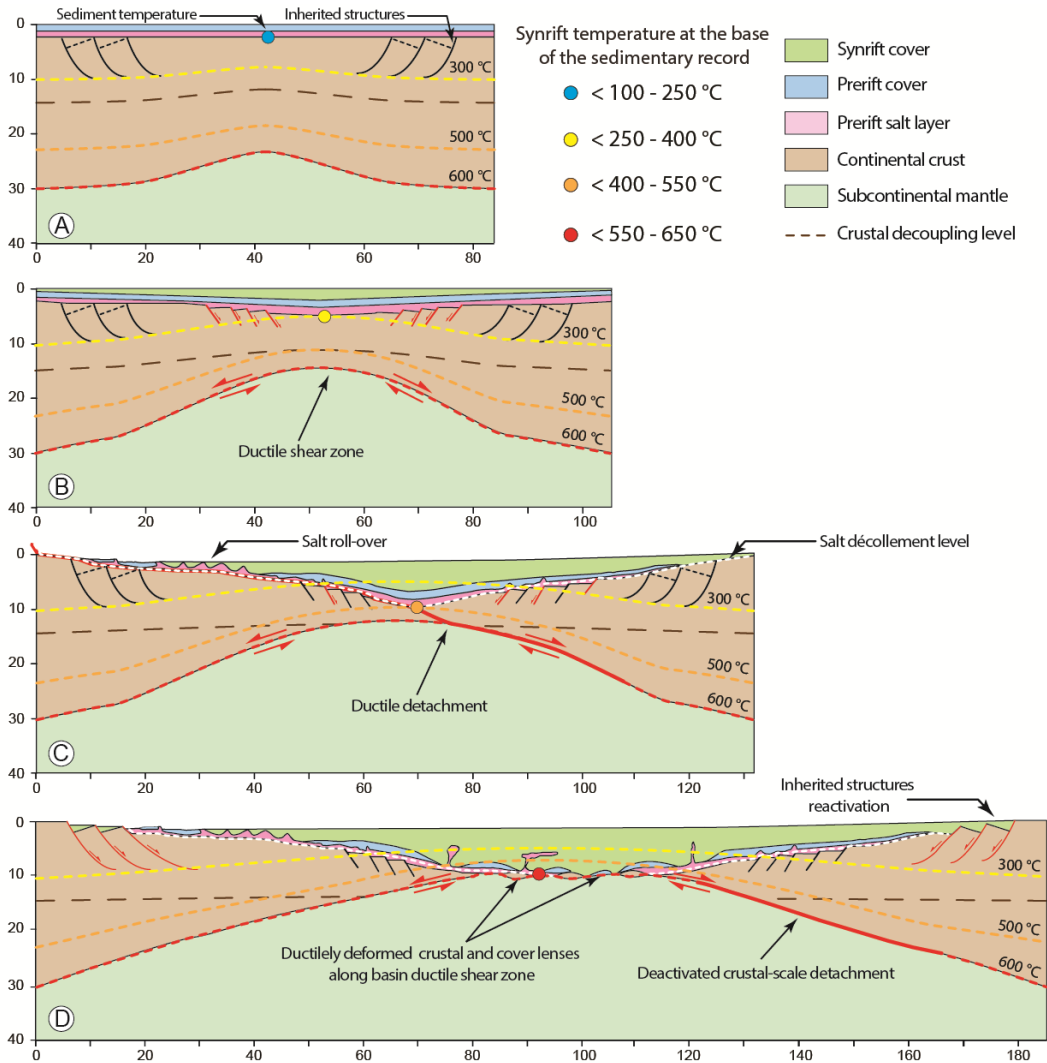 Sediment temperature
Inherited structures
0
10
20
30
40
300 °C
500 °C
600 °C
A
0 20 40 60 80
Synrift temperature at the base
of the sedimentary record
< 100 - 250 °C
< 250 - 400 °C
< 400 - 550 °C
< 550 - 650 °C
Synrift cover
Prerift cover
Prerift salt layer
Continental crust
Subcontinental mantle
Crustal decoupling level
0
10
20
30
40
300 °C
500 °C
600 °C
Ductile shear zone
B
0 20 40 60 80 100
Salt roll-over
Salt décollement level
0
10
20
30
40
300 °C
500 °C
600 °C
Ductile detachment
C
0 20 40 60 80 100 120
Inherited structures
reactivation
0
10
20
30
40
300 °C
500 °C
600 °C
Ductilely deformed crustal and cover lenses
along basin ductile shear zone
Deactivated crustal-scale detachment
D
0 20 40 60 80 100 120 140 160 180